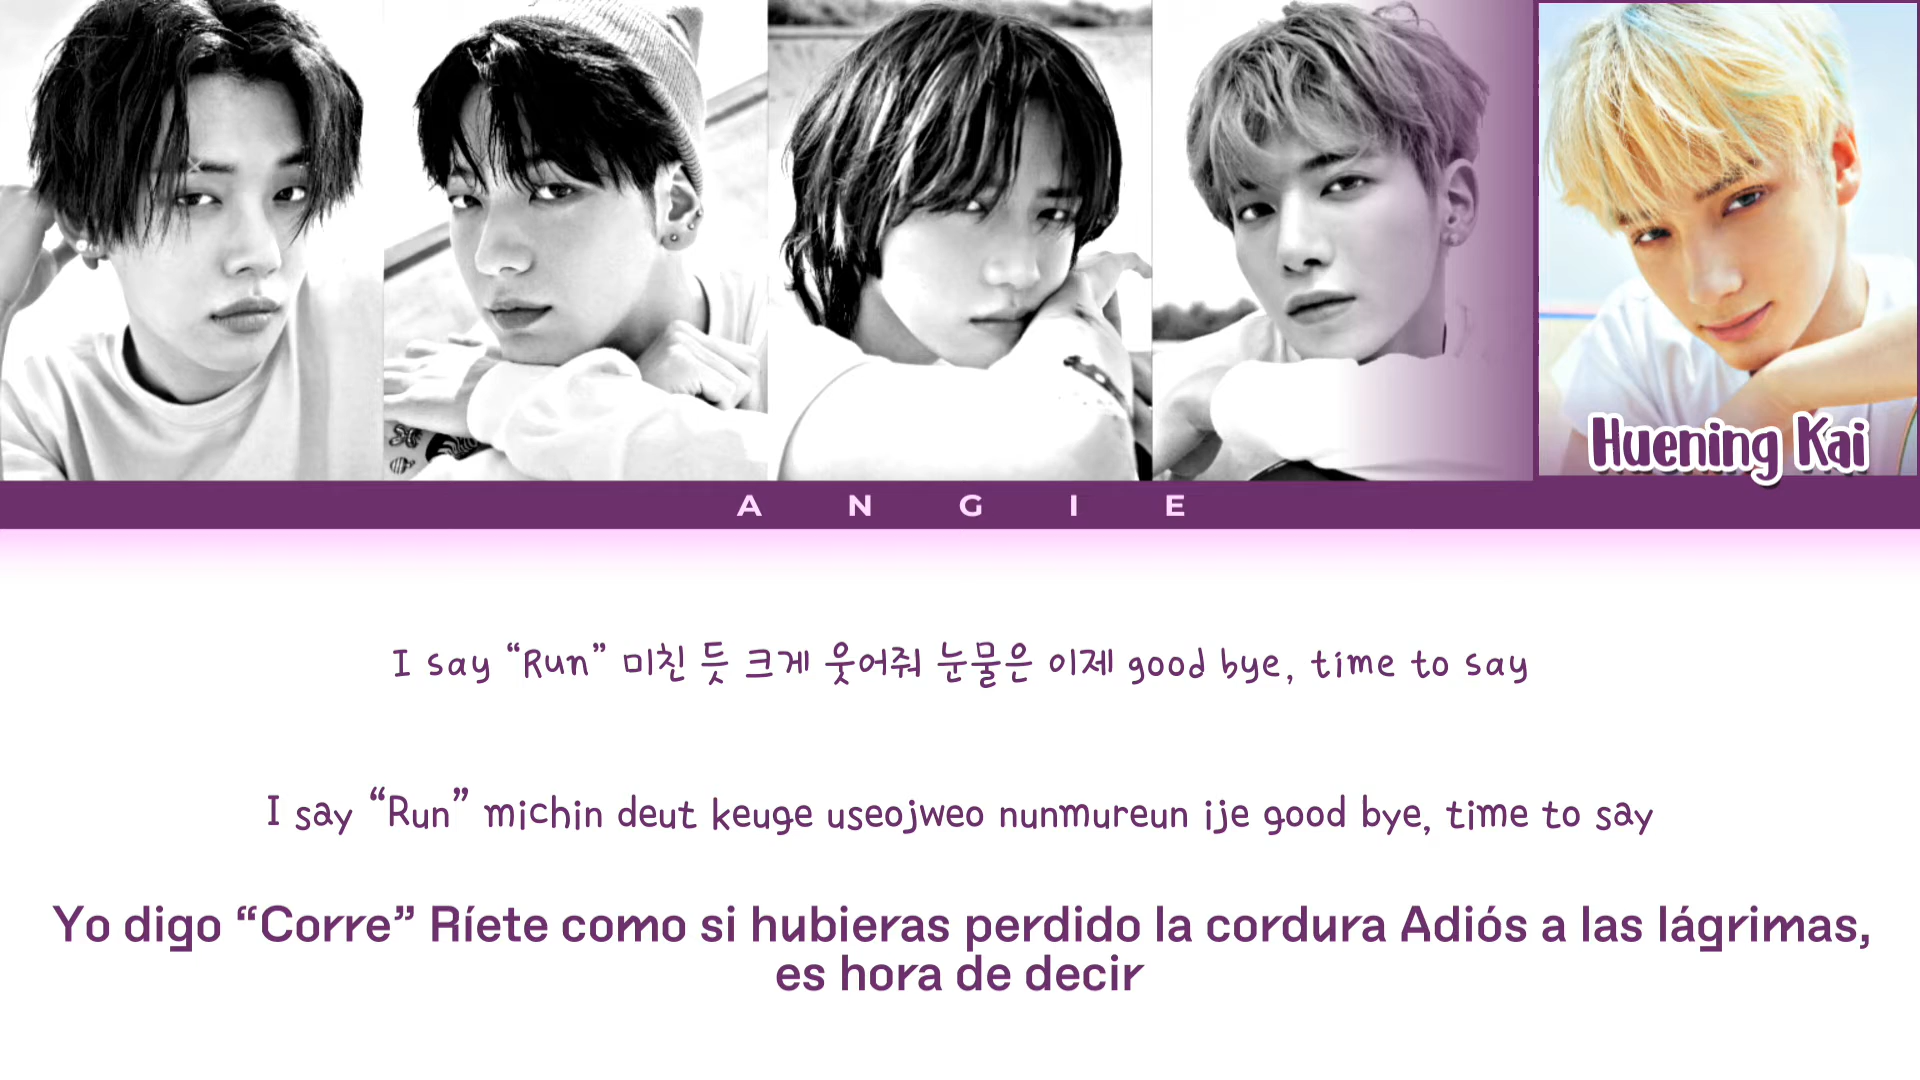 Huening Kai
ANGIE
I say “Run” 미친 듯 크게 웃어줘 눈물은 이제 good bye, time to say
I say “Run” michin deut keuge useojweo nunmureun ije good bye, time to say
Yo digo “Corre” Ríete como si hubieras perdido la cordura Adiós a las lágrimas,
es hora de decir